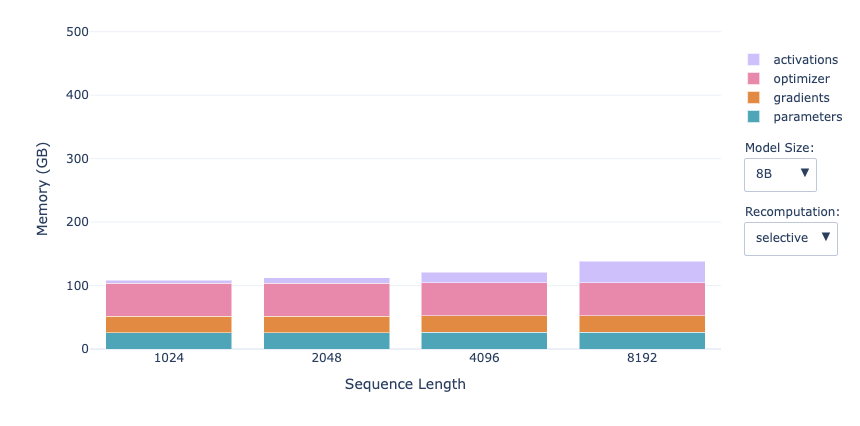 500
400
300
200
100
0
Memory (GB)
1024
2048
4096
8192
Sequence Length
activations
optimizer
gradients
parameters
Model Size:
8B ▼
Recomputation:
selective ▼